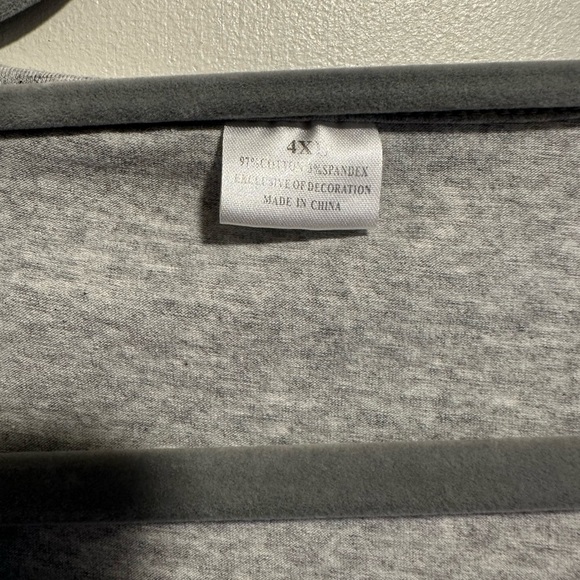 4XL
97%COTTON 3%SPANDEX
EXCLUSIVE OF DECORATION
MADE IN CHINA